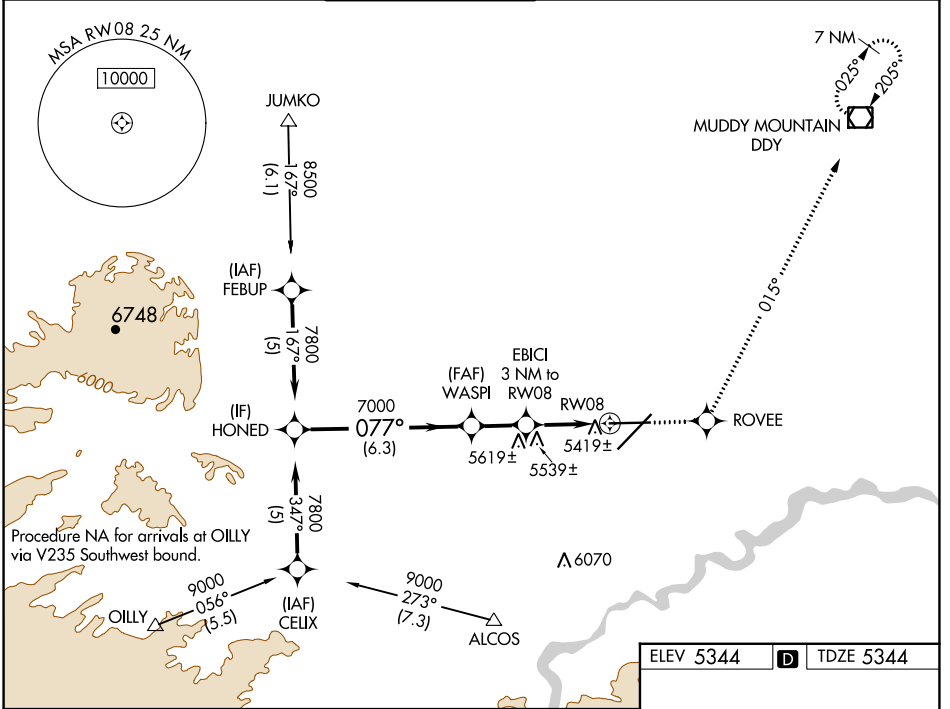 MSA RW08 25 NM
10000
7 NM
025°
205°
MUDDY MOUNTAIN
DDY
JUMKO
8500
167°
(6.1)
(IAF)
FEBUP
6748
6000
7800
167°
(5)
015°
EBICI
3 NM to
RW08
(FAF)
WASPI
(IF)
HONED
7000
077°
(6.3)
RW08
ROVEE
5619±
5539±
5419±
7800
347°
(5)
Procedure NA for arrivals at OILLY
via V235 Southwest bound.
6070
9000
056°
(5.5)
OILLY
(IAF)
CELIX
9000
273°
(7.3)
ALCOS
ELEV 5344
D
TDZE 5344